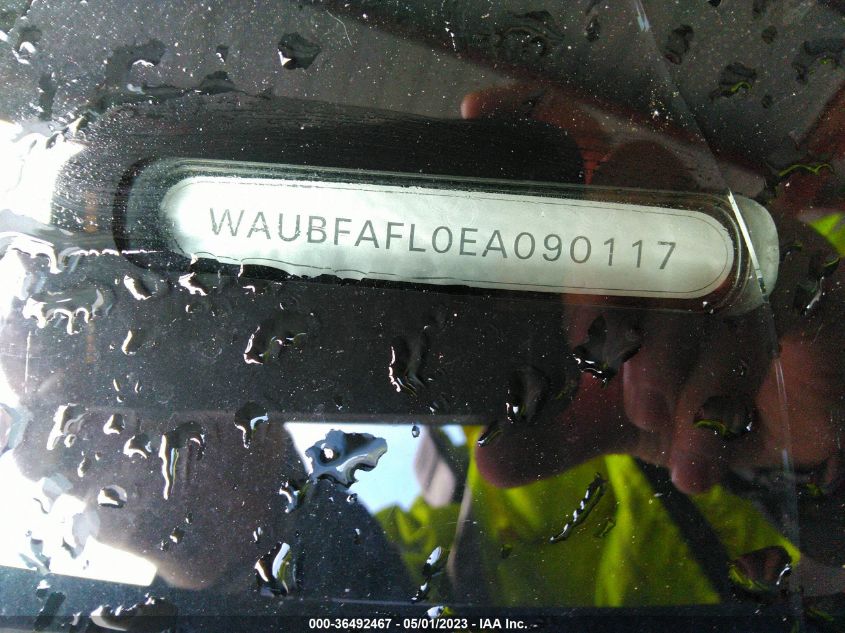 WAUBFAFL0EA090117
000-36492467 - 05/01/2023 - IAA Inc.